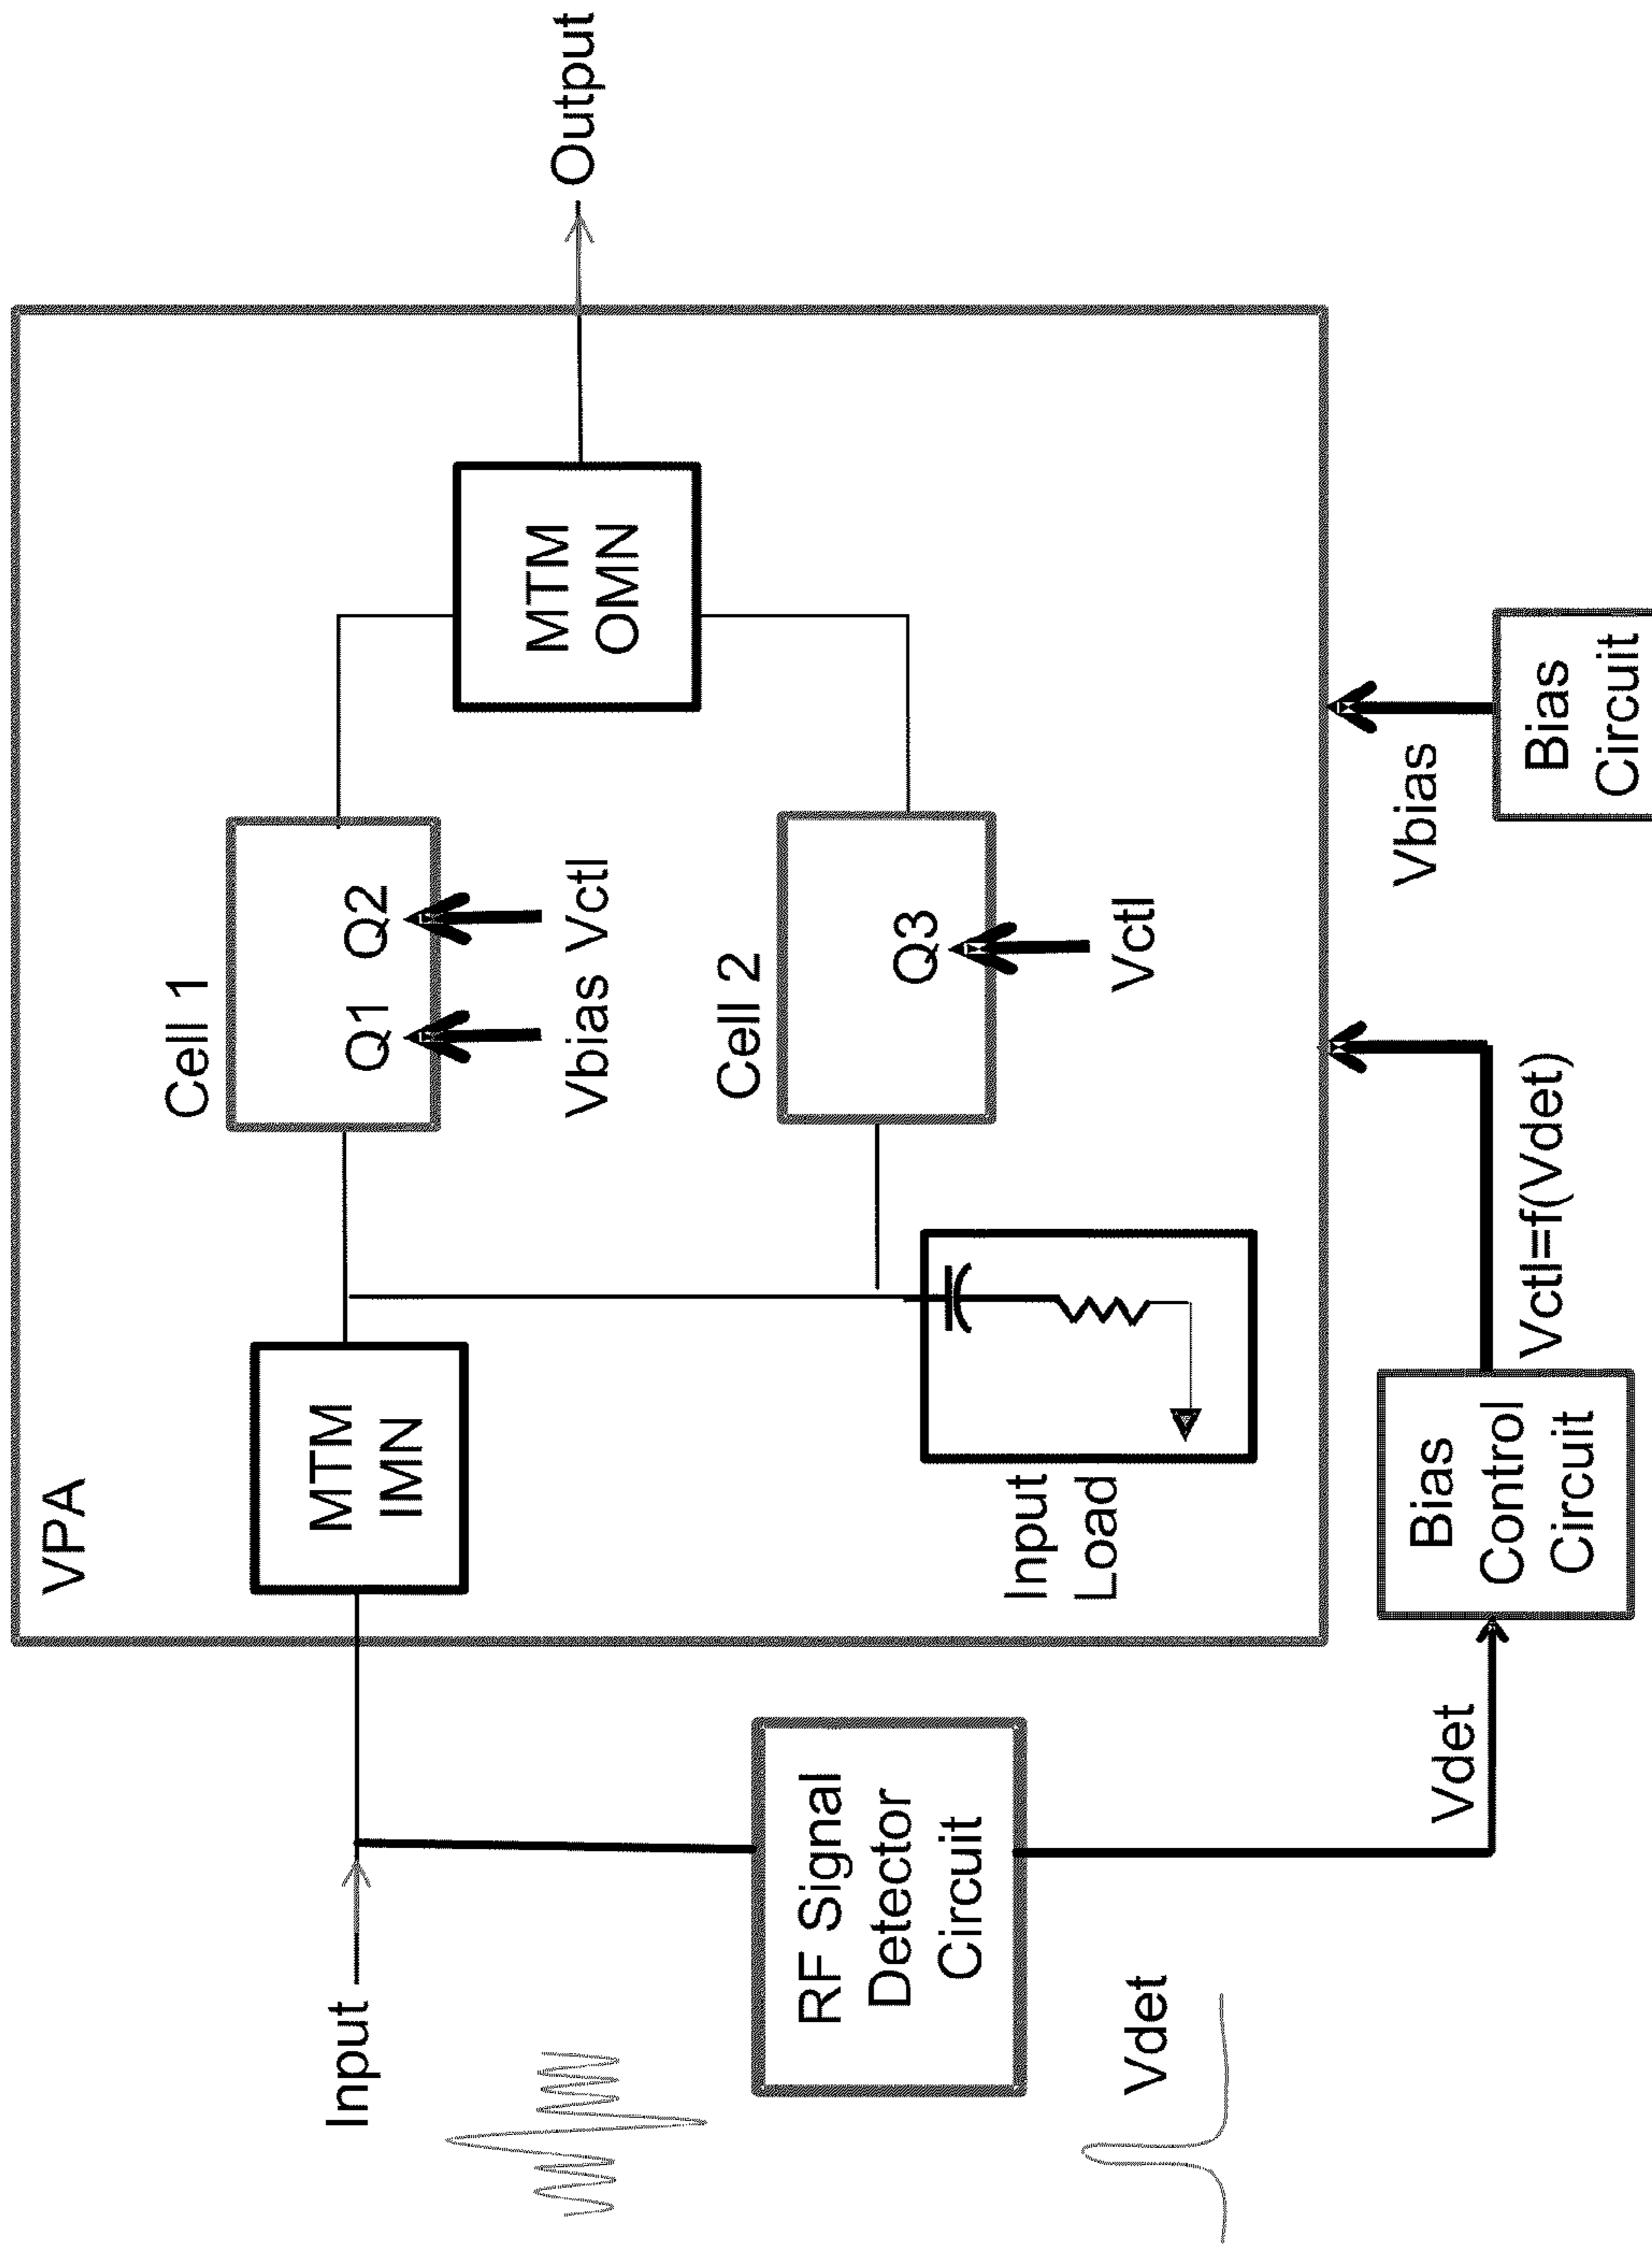 VPA
Input
MTM
IMN
Cell 1
Q1 Q2
Vbias Vctl
MTM
OMN
Output
Cell 2
Q3
Vctl
Input
Load
RF Signal
Detector
Circuit
Vdet
Vdet
Bias
Control
Circuit
Vctl=f(Vdet)
Vbias
Bias
Circuit